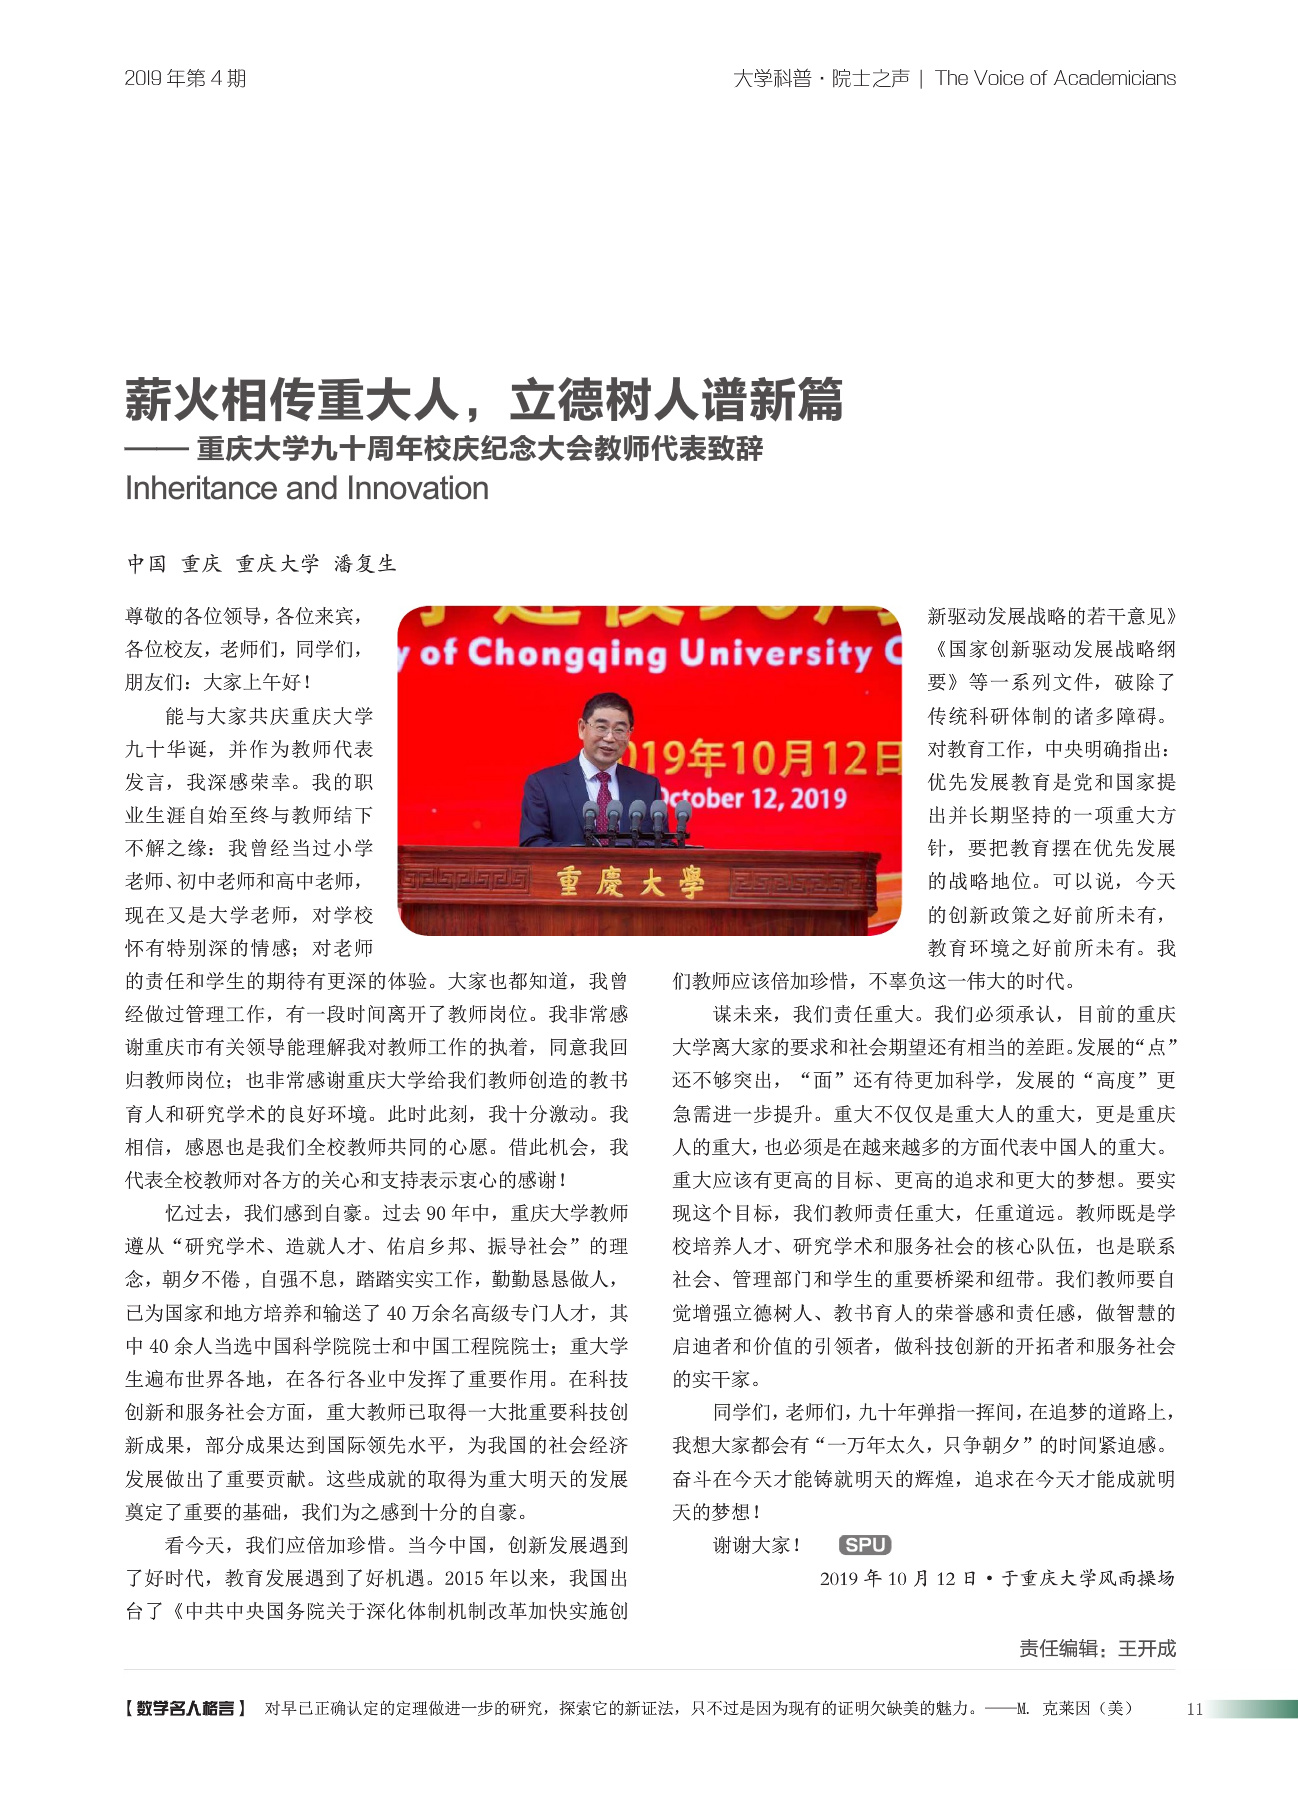 2019 年第 4 期
大学科普·院士之声 | The Voice of Academicians
薪火相传重大人，立德树人谱新篇
—— 重庆大学九十周年校庆纪念大会教师代表致辞
Inheritance and Innovation
中国 重庆 重庆大学 潘复生
尊敬的各位领导，各位来宾，
各位校友，老师们，同学们，
朋友们：大家上午好！
能与大家共庆重庆大学
九十华诞，并作为教师代表
发言，我深感荣幸。我的职
业生涯自始至终与教师结下
不解之缘：我曾经当过小学
老师、初中老师和高中老师，
现在又是大学老师，对学校
怀有特别深的情感；对老师
的责任和学生的期待有更深的体验。大家也都知道，我曾
经做过管理工作，有一段时间离开了教师岗位。我非常感
谢重庆市有关领导能理解我对教师工作的执着，同意我回
归教师岗位；也非常感谢重庆大学给我们教师创造的教书
育人和研究学术的良好环境。此时此刻，我十分激动。我
相信，感恩也是我们全校教师共同的心愿。借此机会，我
代表全校教师对各方的关心和支持表示衷心的感谢！
忆过去，我们感到自豪。过去 90 年中，重庆大学教师
遵从“研究学术、造就人才、佑启乡邦、振导社会”的理
念，朝夕不倦 , 自强不息，踏踏实实工作，勤勤恳恳做人，
已为国家和地方培养和输送了 40 万余名高级专门人才，其
中 40 余人当选中国科学院院士和中国工程院院士；重大学
生遍布世界各地，在各行各业中发挥了重要作用。在科技
创新和服务社会方面，重大教师已取得一大批重要科技创
新成果，部分成果达到国际领先水平，为我国的社会经济
发展做出了重要贡献。这些成就的取得为重大明天的发展
奠定了重要的基础，我们为之感到十分的自豪。
看今天，我们应倍加珍惜。当今中国，创新发展遇到
了好时代，教育发展遇到了好机遇。2015 年以来，我国出
台了《中共中央国务院关于深化体制机制改革加快实施创
y of Chongqing University C
019年10月12日
October 12, 2019
重慶大學
新驱动发展战略的若干意见》
《国家创新驱动发展战略纲
要》等一系列文件，破除了
传统科研体制的诸多障碍。
对教育工作，中央明确指出：
优先发展教育是党和国家提
出并长期坚持的一项重大方
针，要把教育摆在优先发展
的战略地位。可以说，今天
的创新政策之好前所未有，
教育环境之好前所未有。我
们教师应该倍加珍惜，不辜负这一伟大的时代。
谋未来，我们责任重大。我们必须承认，目前的重庆
大学离大家的要求和社会期望还有相当的差距。发展的“点”
还不够突出，“面”还有待更加科学，发展的“高度”更
急需进一步提升。重大不仅仅是重大人的重大，更是重庆
人的重大，也必须是在越来越多的方面代表中国人的重大。
重大应该有更高的目标、更高的追求和更大的梦想。要实
现这个目标，我们教师责任重大，任重道远。教师既是学
校培养人才、研究学术和服务社会的核心队伍，也是联系
社会、管理部门和学生的重要桥梁和纽带。我们教师要自
觉增强立德树人、教书育人的荣誉感和责任感，做智慧的
启迪者和价值的引领者，做科技创新的开拓者和服务社会
的实干家。
同学们，老师们，九十年弹指一挥间，在追梦的道路上，
我想大家都会有“一万年太久，只争朝夕”的时间紧迫感。
奋斗在今天才能铸就明天的辉煌，追求在今天才能成就明
天的梦想！
谢谢大家！ SPU
2019 年 10 月 12 日·于重庆大学风雨操场
责任编辑：王开成
【数学名人格言】 对早已正确认定的定理做进一步的研究，探索它的新证法，只不过是因为现有的证明欠缺美的魅力。——M. 克莱因（美）
11